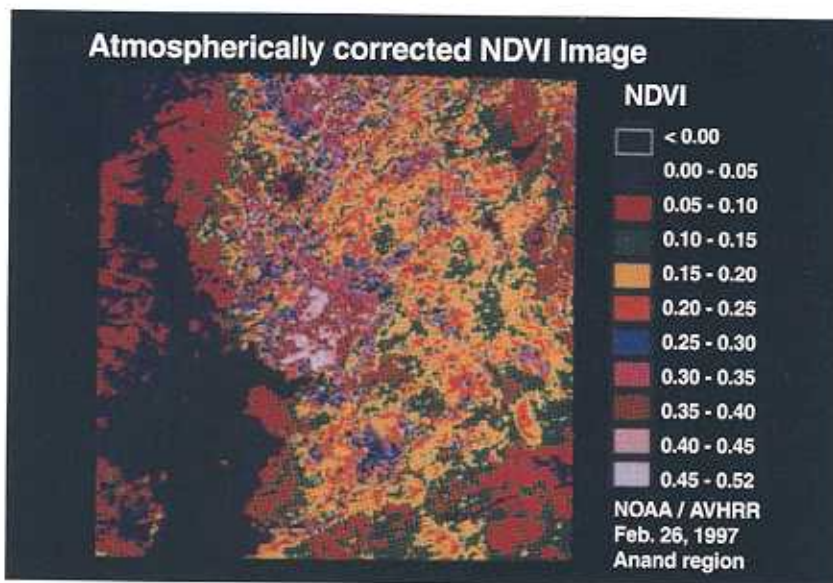 Atmospherically corrected NDVI Image
NDVI
< 0.00
0.00 - 0.05
0.05 - 0.10
0.10 - 0.15
0.15 - 0.20
0.20 - 0.25
0.25 - 0.30
0.30 - 0.35
0.35 - 0.40
0.40 - 0.45
0.45 - 0.52
NOAA / AVHRR
Feb. 26, 1997
Anand region